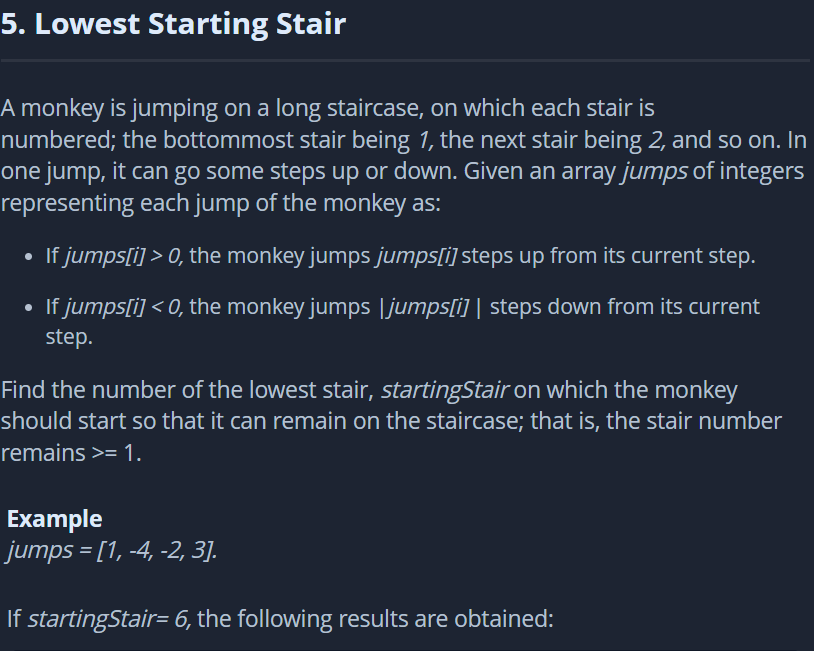 5. Lowest Starting Stair
A monkey is jumping on a long staircase, on which each stair is
numbered; the bottommost stair being 1, the next stair being 2, and so on. In
one jump, it can go some steps up or down. Given an array jumps of integers
representing each jump of the monkey as:
• If jumps[i] > 0, the monkey jumps jumps[i] steps up from its current step.
• If jumps[i] < 0, the monkey jumps |jumps[i] | steps down from its current
step.
Find the number of the lowest stair, startingStair on which the monkey
should start so that it can remain on the staircase; that is, the stair number
remains >= 1.
Example
jumps = [1, -4, -2, 3].
If startingStair= 6, the following results are obtained: